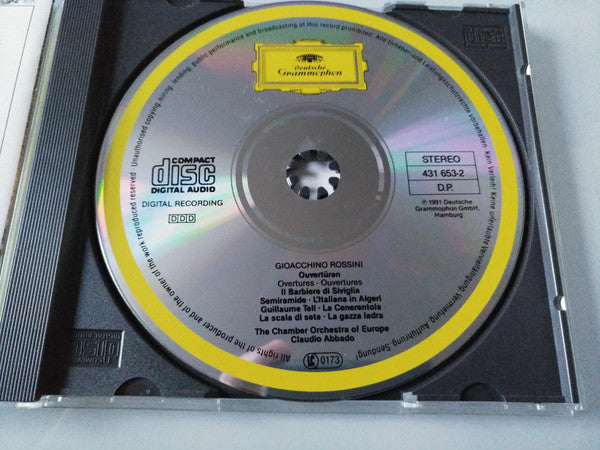 Deutsche
Grammophon
Unauthorised copying, hiring, lending, public performance and broadcasting of this record prohibited. Alle Urheber- und Leistungsschutzrechte vorbehalten. Kein Verleih! Keine unerlaubte Vervielfältigung, Vermietung, Aufführung, Sendung!
All rights of the producer and of the owner of the work reproduced reserved.
COMPACT
disc
DIGITAL AUDIO
DIGITAL RECORDING
DDD
STEREO
431 653-2
D.P.
℗ 1991 Deutsche
Grammophon GmbH,
Hamburg
GIOACCHINO ROSSINI
Ouvertüren
Overtures · Ouvertures
Il Barbiere di Siviglia
Semiramide · L'Italiana in Algeri
Guillaume Tell · La Cenerentola
La scala di seta · La gazza ladra
The Chamber Orchestra of Europe
Claudio Abbado
LC 0173